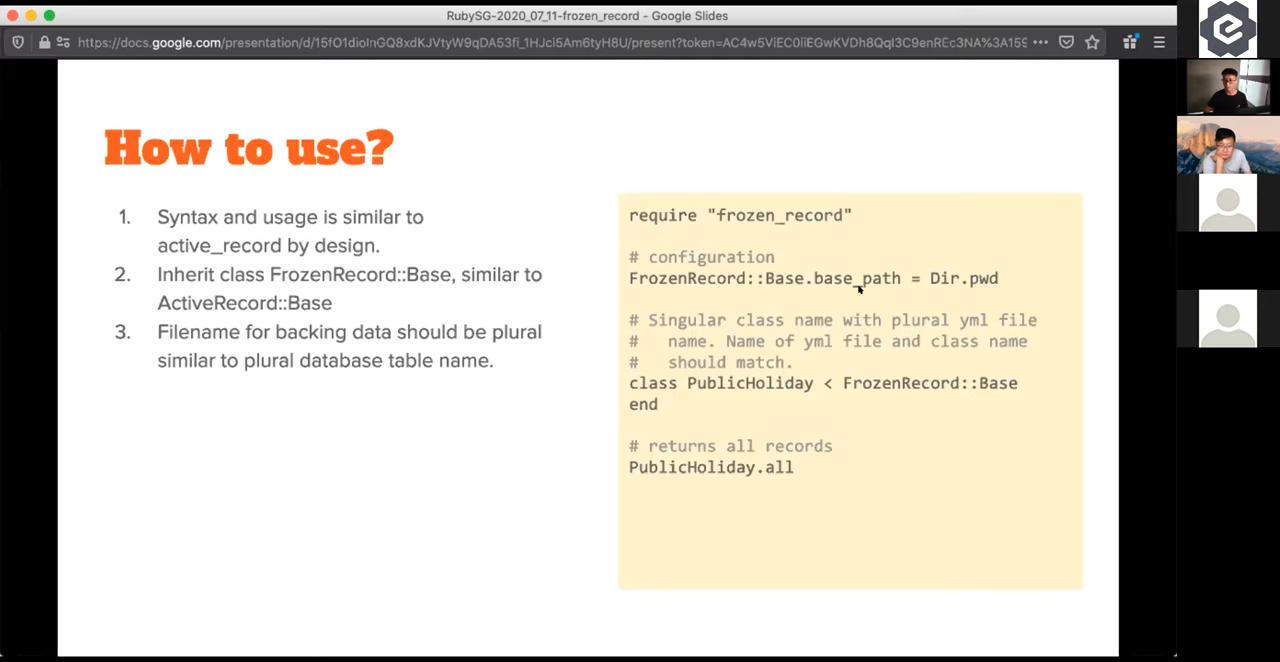 RubySG-2020_07_11-frozen_record - Google Slides
How to use?
1. Syntax and usage is similar to
active_record by design.
2. Inherit class FrozenRecord::Base, similar to
ActiveRecord::Base
3. Filename for backing data should be plural
similar to plural database table name.
require "frozen_record"
# configuration
FrozenRecord::Base.base_path = Dir.pwd
# Singular class name with plural yml file
# name. Name of yml file and class name
# should match.
class PublicHoliday < FrozenRecord::Base
end
# returns all records
PublicHoliday.all